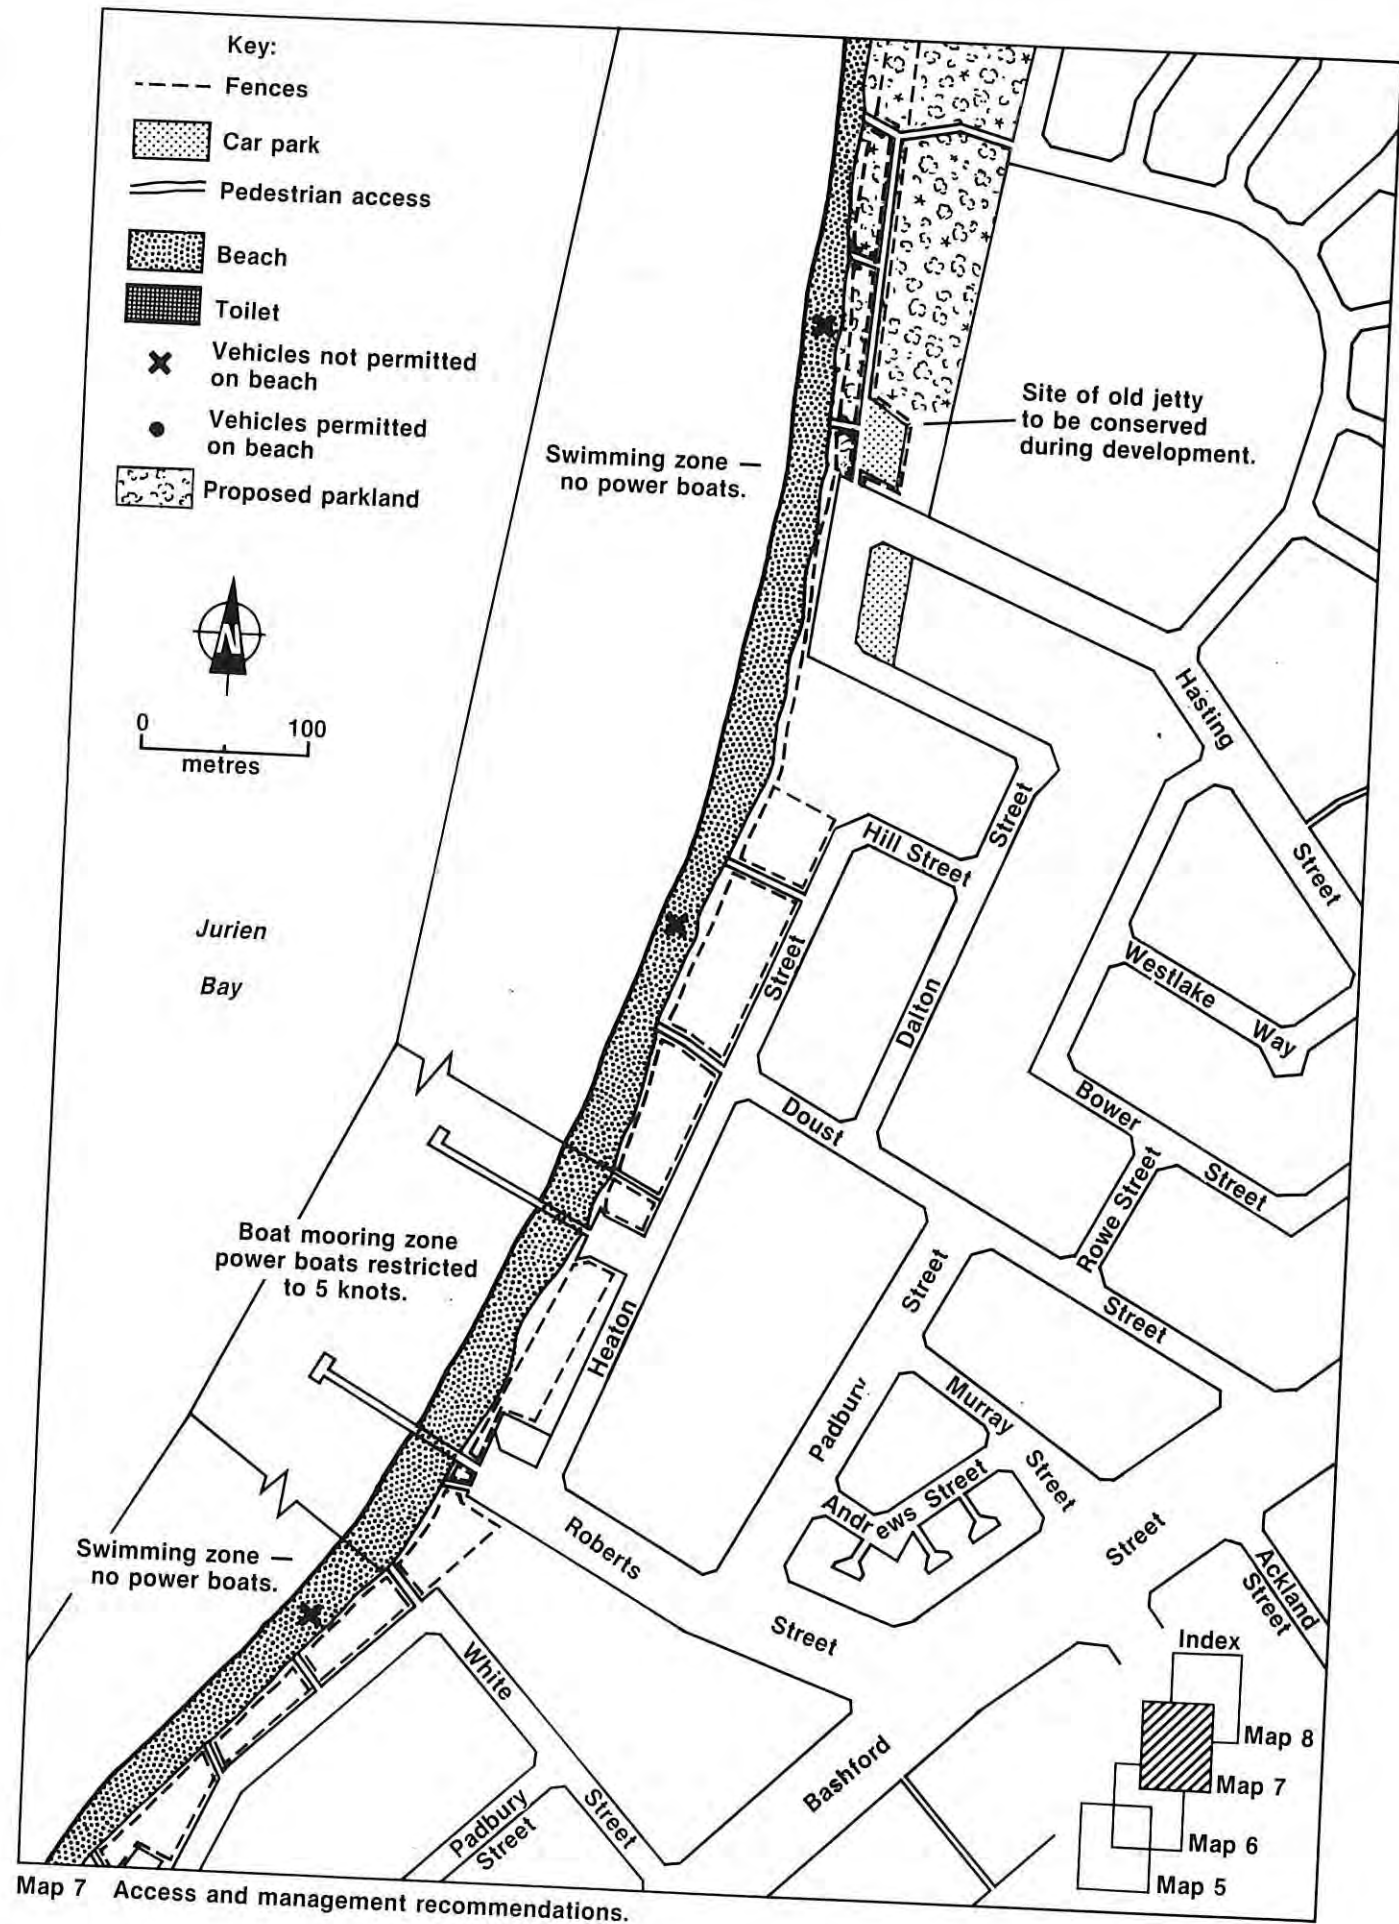 Key:
Fences
Car park
Pedestrian access
Beach
Toilet
Vehicles not permitted
on beach
Vehicles permitted
on beach
Proposed parkland
N
0 100
metres
Swimming zone —
no power boats.
Site of old jetty
to be conserved
during development.
Hasting
Street
Hill Street
Street
Street
Dalton
Westlake
Way
Jurien
Bay
Doust
Bower
Street
Rowe Street
Street
Boat mooring zone
power boats restricted
to 5 knots.
Heaton
Street
Padbury
Murray
Street
Andrews Street
Roberts
Street
Street
Ackland
Street
Swimming zone —
no power boats.
White
Street
Padbury
Street
Bashford
Index
Map 8
Map 7
Map 6
Map 5
Map 7 Access and management recommendations.